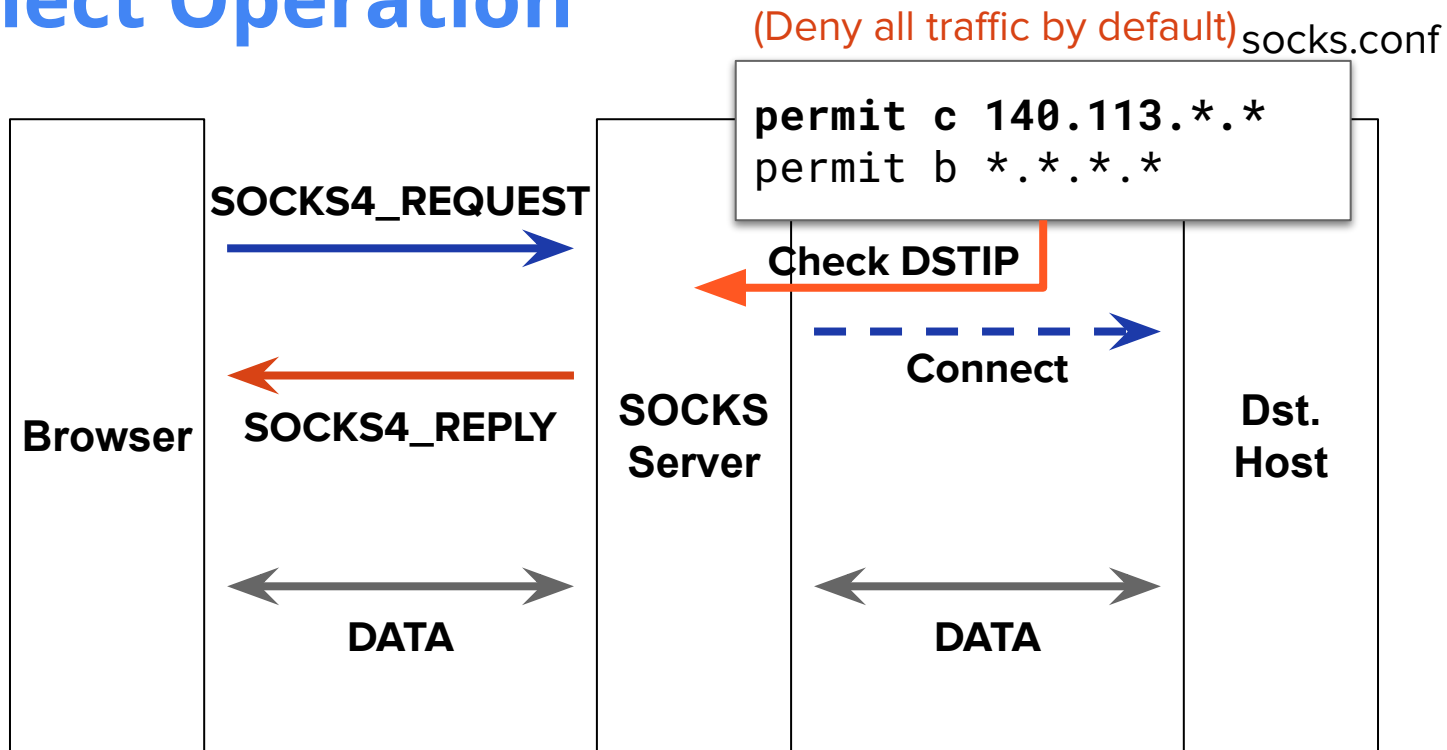 Operation
(Deny all traffic by default)
socks.conf
permit c 140.113.*.*
permit b *.*.*.*
SOCKS4_REQUEST
Check DSTIP
Connect
SOCKS4_REPLY
Browser
SOCKS
Server
Dst.
Host
DATA
DATA